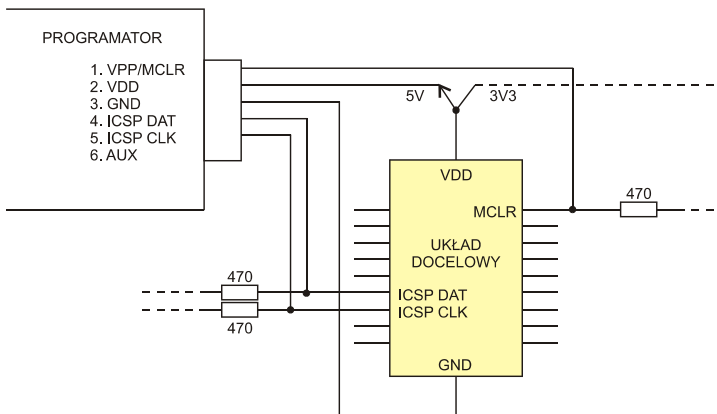 PROGRAMATOR
1. VPP/MCLR
2. VDD
3. GND
4. ICSP DAT
5. ICSP CLK
6. AUX
5V
3V3
VDD
MCLR
470
UKŁAD
DOCELOWY
470
ICSP DAT
ICSP CLK
470
GND